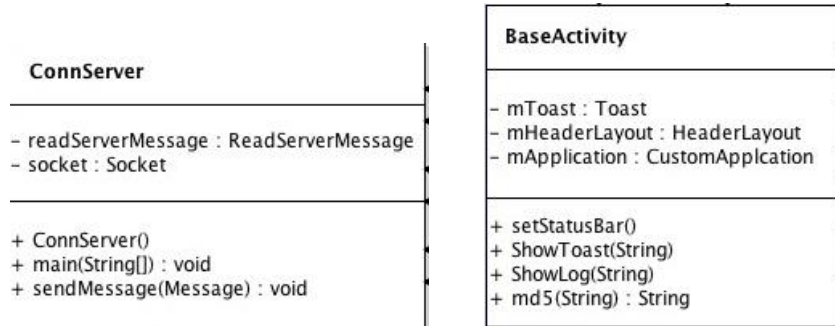 ConnServer
- readServerMessage : ReadServerMessage
- socket : Socket
+ ConnServer()
+ main(String[]) : void
+ sendMessage(Message) : void
BaseActivity
- mToast : Toast
- mHeaderLayout : HeaderLayout
- mApplication : CustomApplcation
+ setStatusBar()
+ ShowToast(String)
+ ShowLog(String)
+ md5(String) : String